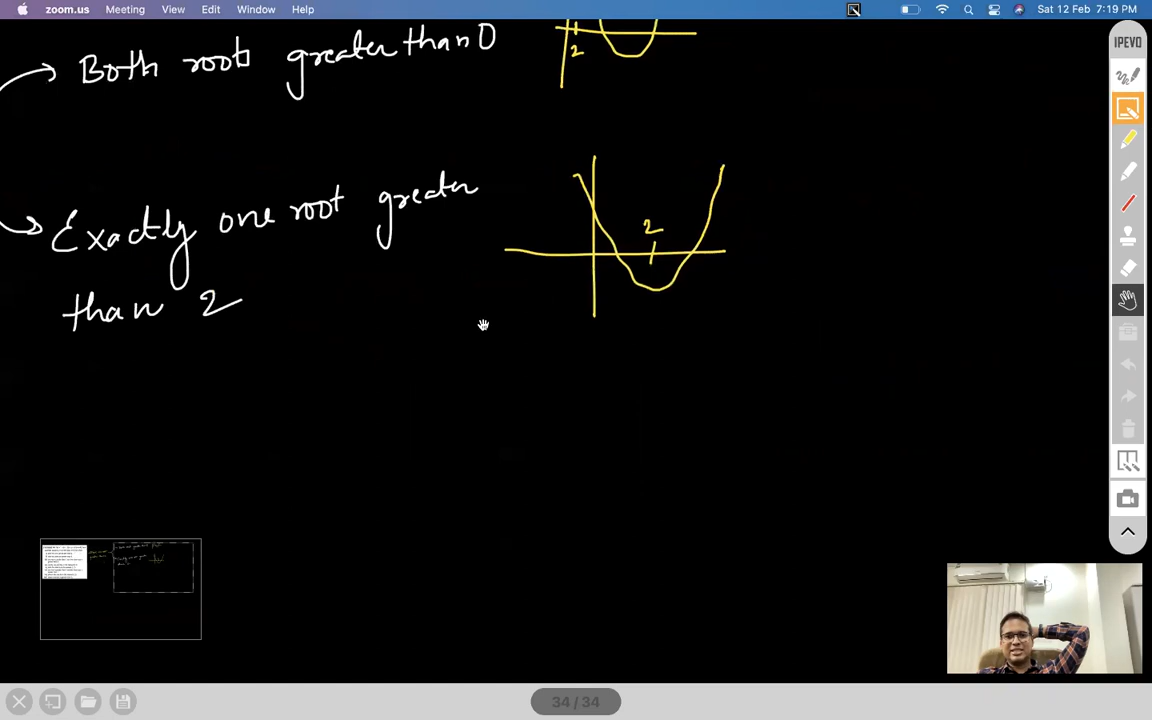 zoom.us Meeting View Edit Window Help Sat 12 Feb 7:19 PM
IPEVO
Both roots greater than 0
2
Exactly one root greater
than 2
2
34 / 34